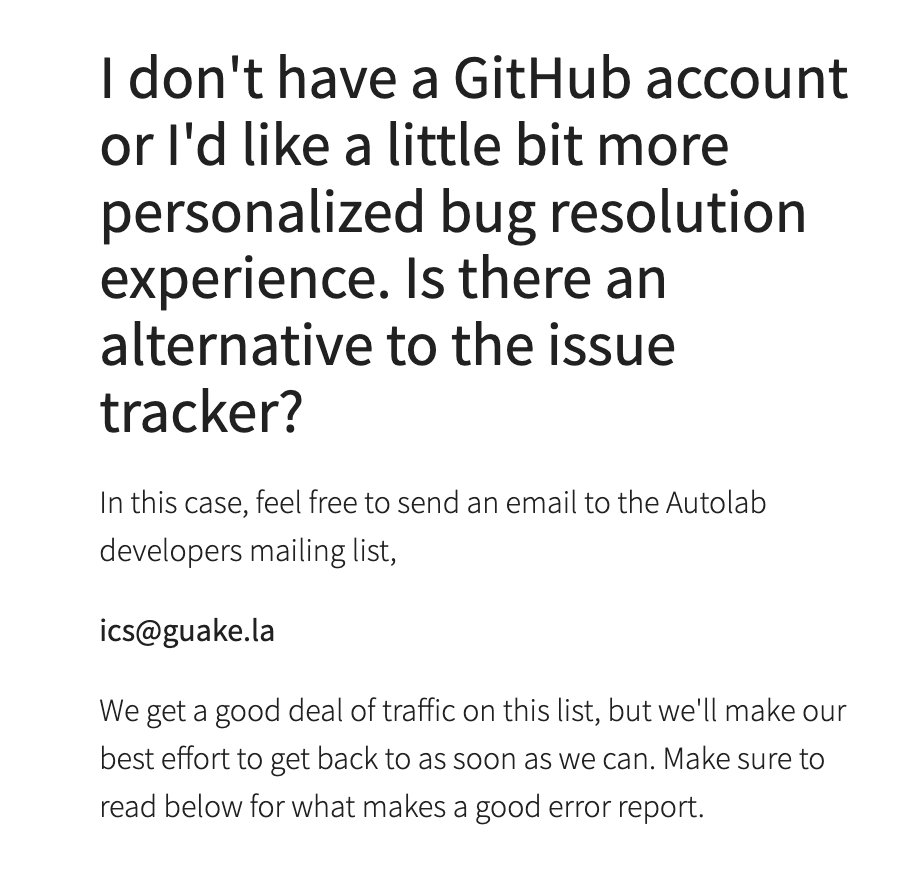 I don't have a GitHub account
or I'd like a little bit more
personalized bug resolution
experience. Is there an
alternative to the issue
tracker?
In this case, feel free to send an email to the Autolab
developers mailing list,
ics@guake.la
We get a good deal of traffic on this list, but we'll make our
best effort to get back to as soon as we can. Make sure to
read below for what makes a good error report.